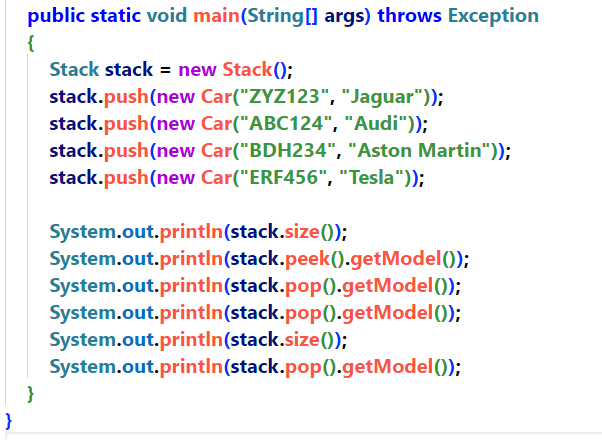 public static void main(String[] args) throws Exception
{
Stack stack = new Stack();
stack.push(new Car("ZYZ123", "Jaguar"));
stack.push(new Car("ABC124", "Audi"));
stack.push(new Car("BDH234", "Aston Martin"));
stack.push(new Car("ERF456", "Tesla"));
System.out.println(stack.size());
System.out.println(stack.peek().getModel());
System.out.println(stack.pop().getModel());
System.out.println(stack.pop().getModel());
System.out.println(stack.size());
System.out.println(stack.pop().getModel());
}
}